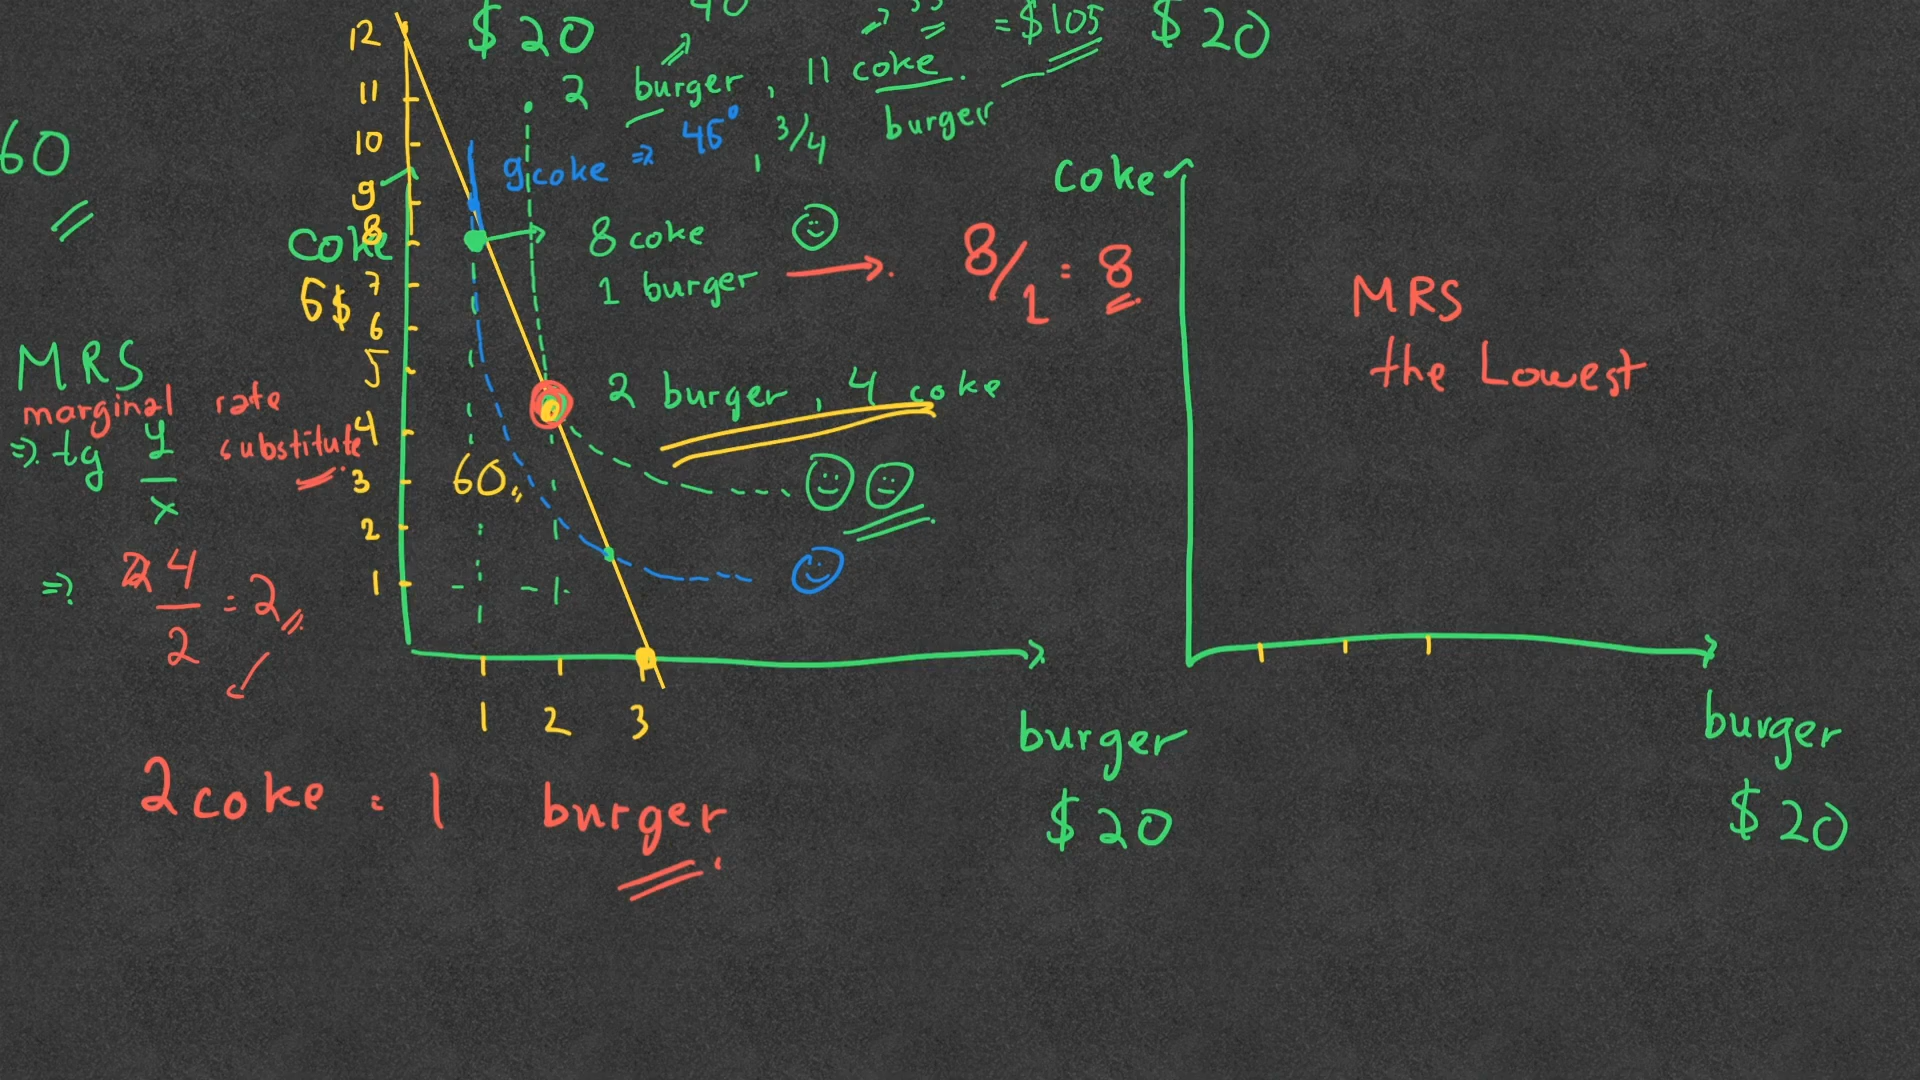 $20
= $105
$20
2 burger, 11 coke.
burger
9 coke ⇒ 45°, 3/4
60
12
11
10
9
8
7
6
5
4
3
2
1
coke
6$
8 coke
1 burger
8/1 = 8
2 burger, 4 coke
60
MRS
marginal rate
substitute
⇒ tg y/x
⇒ 4/2 = 2
1 2 3
burger
$20
2 coke = 1 burger
coke
MRS
the Lowest
burger
$20